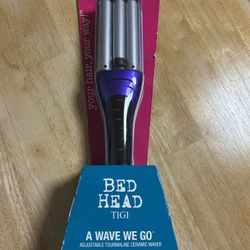 your hair, your way!
BED
HEAD
TIGI
A WAVE WE GO
ADJUSTABLE TOURMALINE CERAMIC WAVER